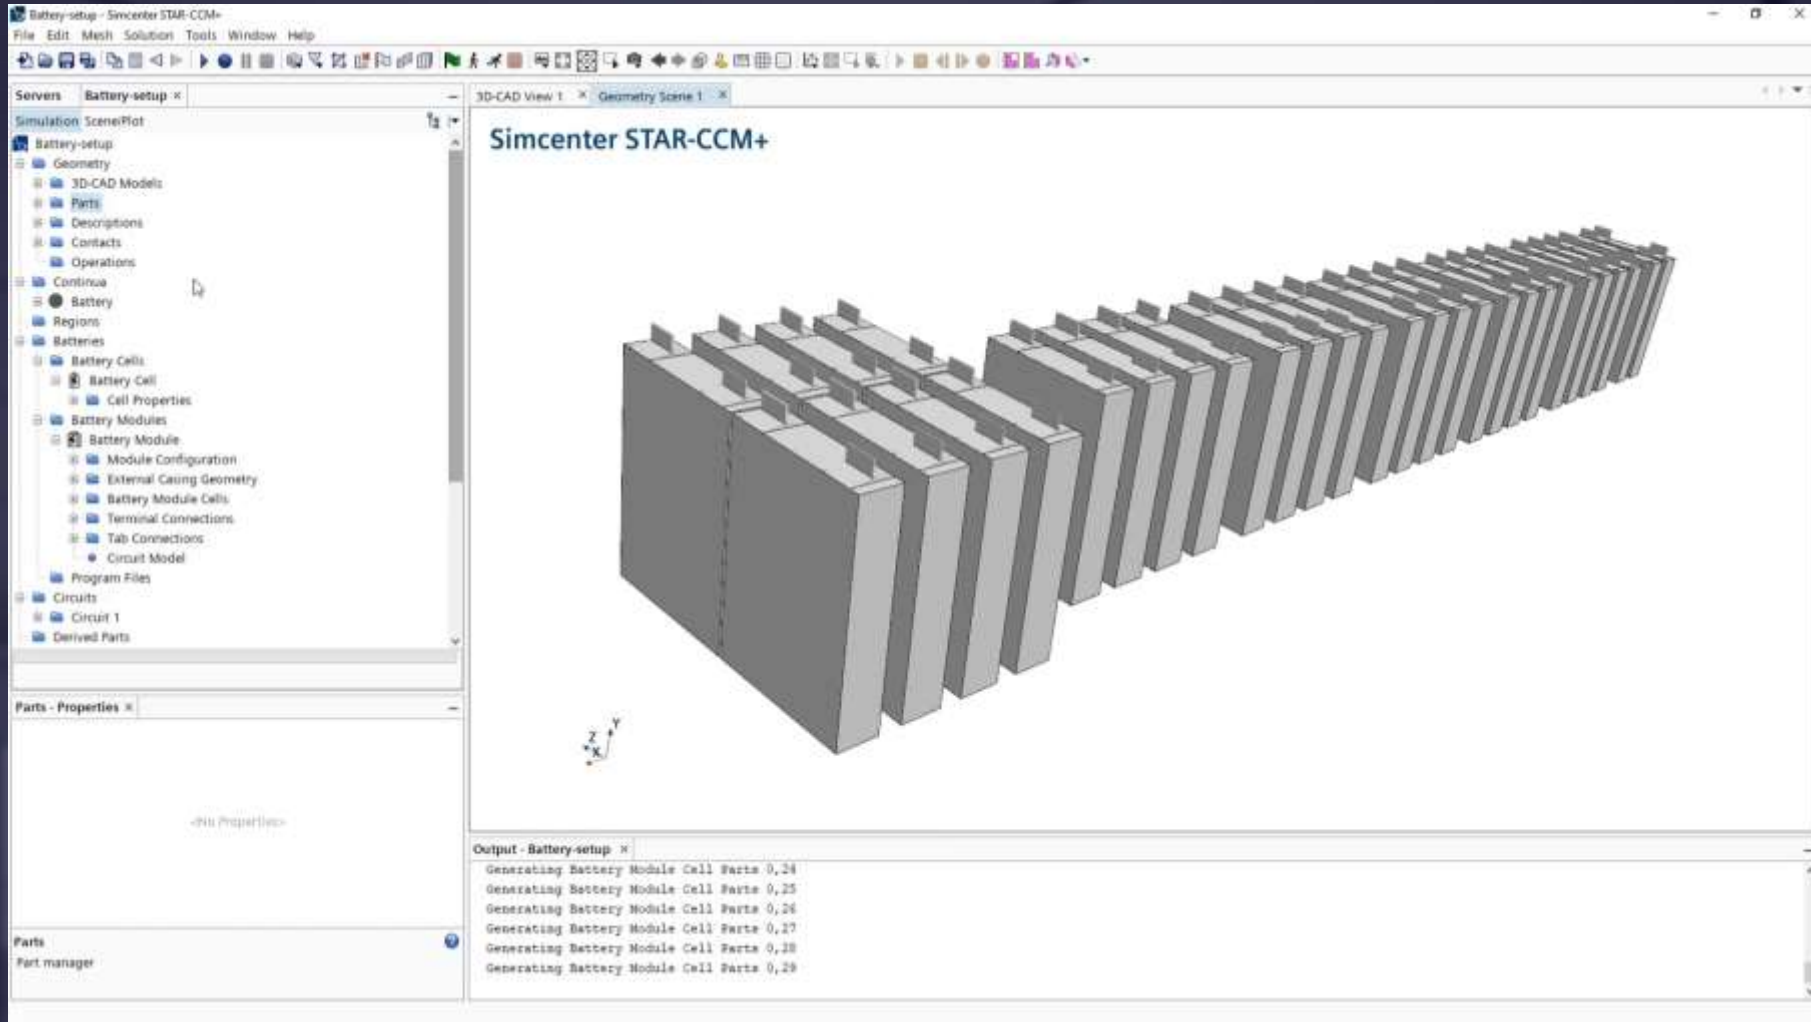 Battery-setup - Simcenter STAR-CCM+
File Edit Mesh Solution Tools Window Help
Servers Battery-setup ×
3D-CAD View 1 × Geometry Scene 1 ×
Simulation Scene/Plot
Simcenter STAR-CCM+
Battery-setup
Geometry
3D-CAD Models
Parts
Descriptions
Contacts
Operations
Continua
Battery
Regions
Batteries
Battery Cells
Battery Cell
Cell Properties
Battery Modules
Battery Module
Module Configuration
External Casing Geometry
Battery Module Cells
Terminal Connections
Tab Connections
Circuit Model
Program Files
Circuits
Circuit 1
Derived Parts
Parts - Properties ×
<No Properties>
Parts
Part manager
Z Y
X
Output - Battery-setup ×
Generating Battery Module Cell Parts 0,24
Generating Battery Module Cell Parts 0,25
Generating Battery Module Cell Parts 0,26
Generating Battery Module Cell Parts 0,27
Generating Battery Module Cell Parts 0,28
Generating Battery Module Cell Parts 0,29